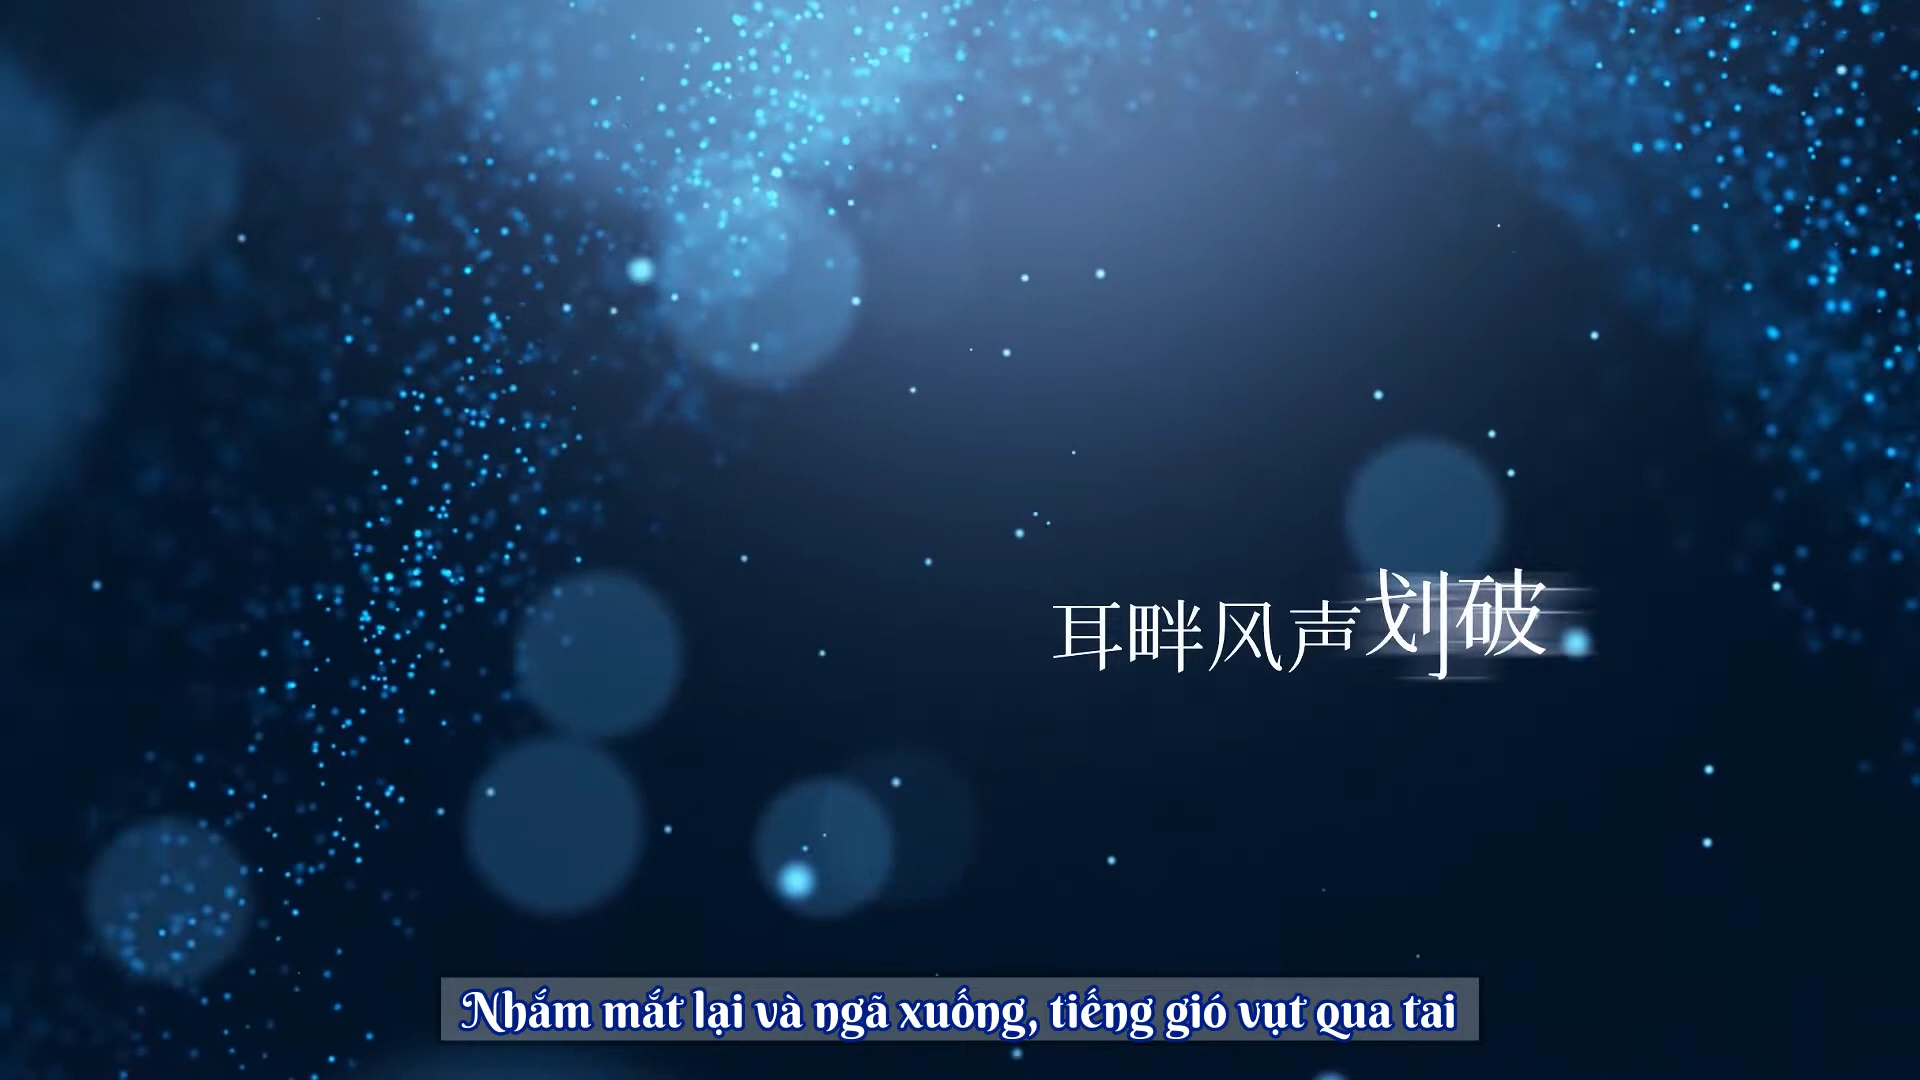 耳畔风声划破
Nhắm mắt lại và ngã xuống, tiếng gió vụt qua tai